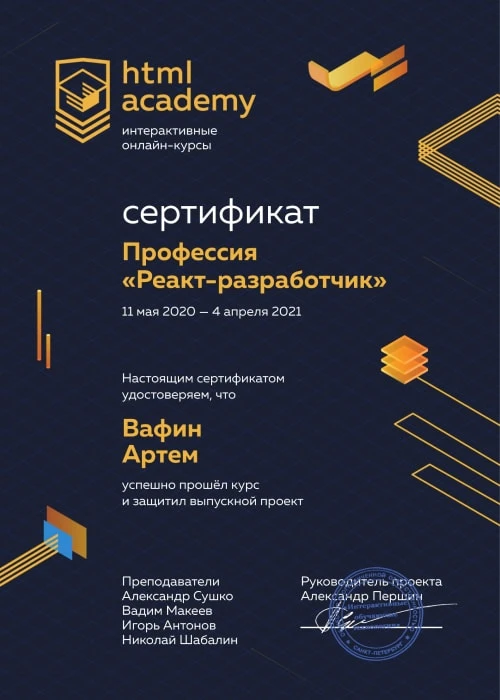 html
academy
интерактивные
онлайн-курсы
сертификат
Профессия
«Реакт-разработчик»
11 мая 2020 — 4 апреля 2021
Настоящим сертификатом
удостоверяем, что
Вафин
Артем
успешно прошёл курс
и защитил выпускной проект
Преподаватели
Александр Сушко
Вадим Макеев
Игорь Антонов
Николай Шабалин
Руководитель проекта
Александр Першин
САНКТ-ПЕТЕРБУРГ